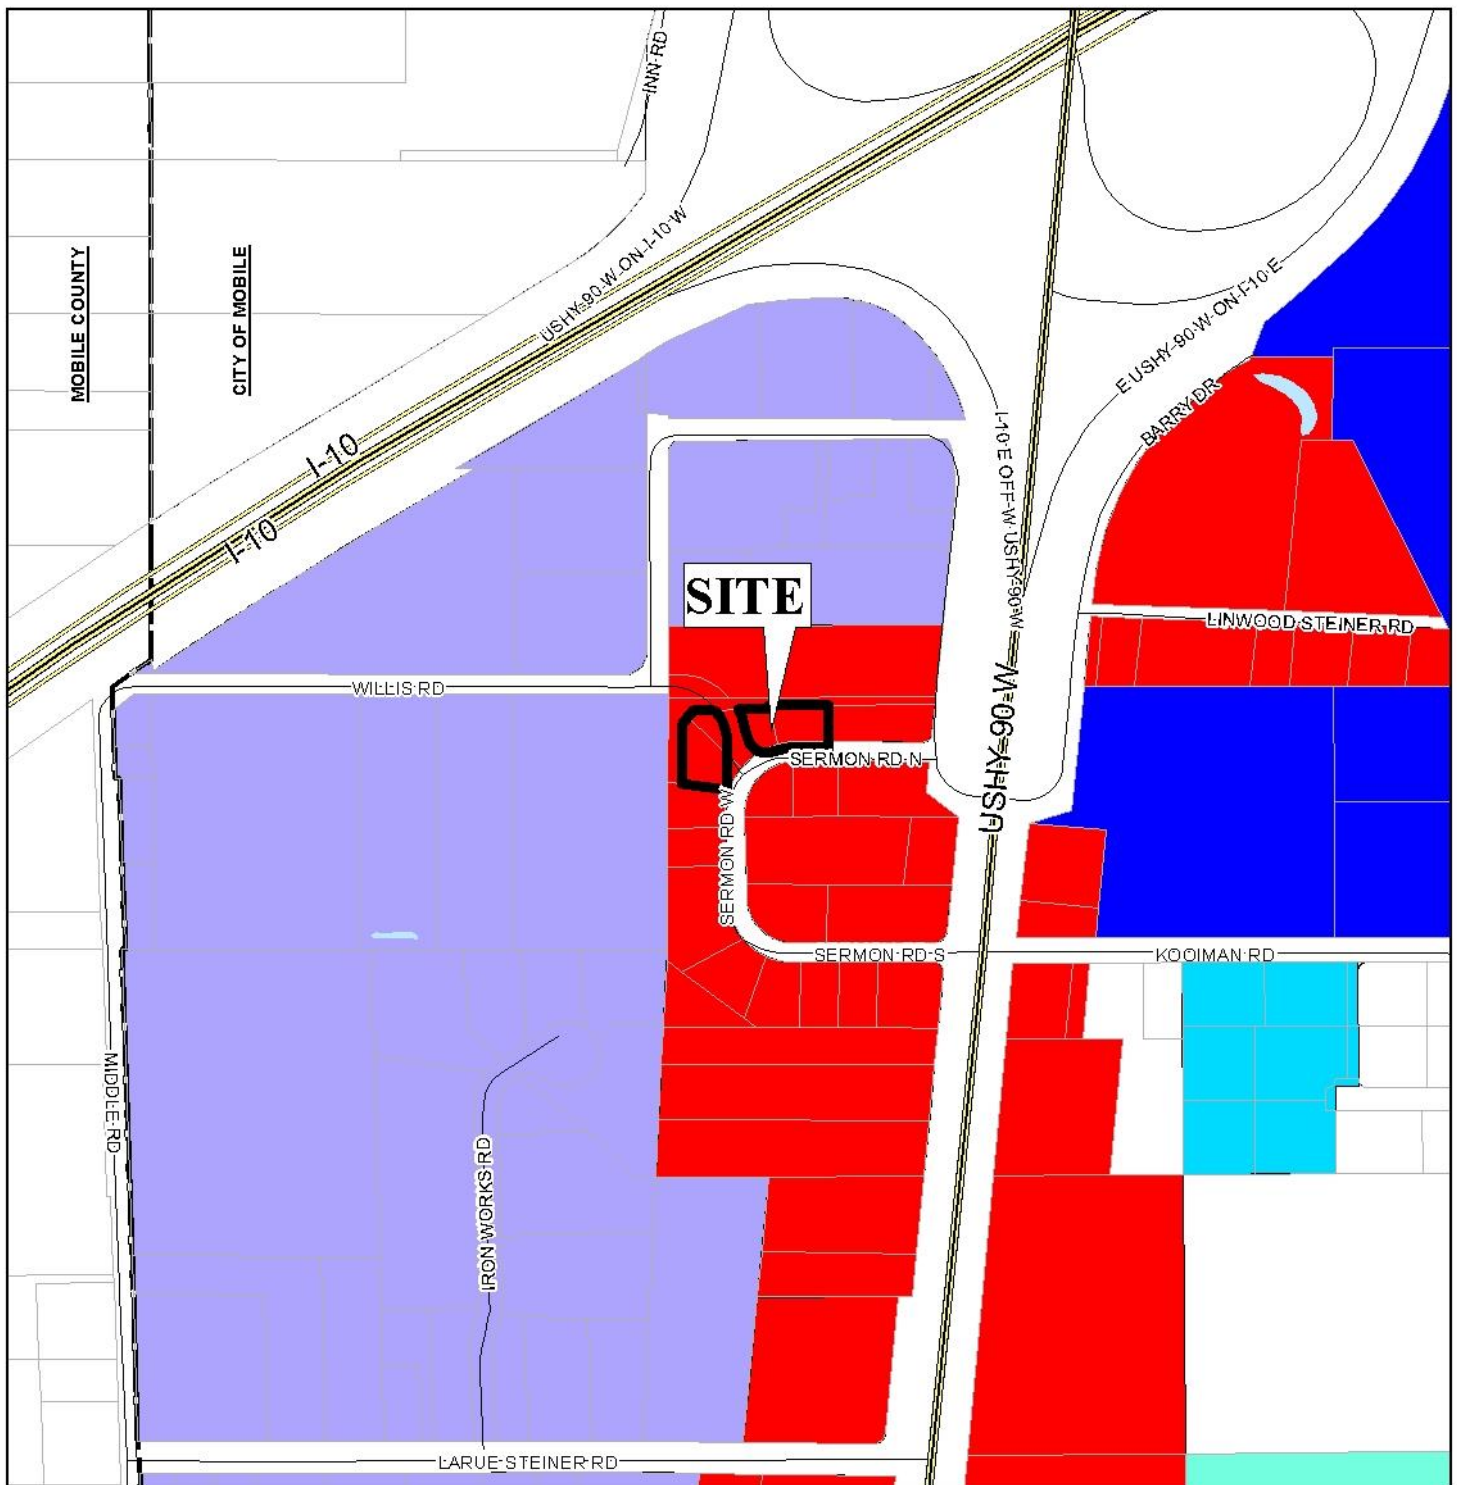 INN RD
USHY-90-W-ON-I-10-W
MOBILE COUNTY
CITY OF MOBILE
E USHY-90-W-ON-I-10-E
BARRY DR
I-10
I-10
I-10 E OFF-W-USHY-90-W
SITE
LINWOOD STEINER RD
WILLIS RD
USHY-90-W
SERMON RD N
SERMON RD W
SERMON RD S
KOOIMAN RD
MIDDLE RD
IRON WORKS RD
LARUE STEINER RD